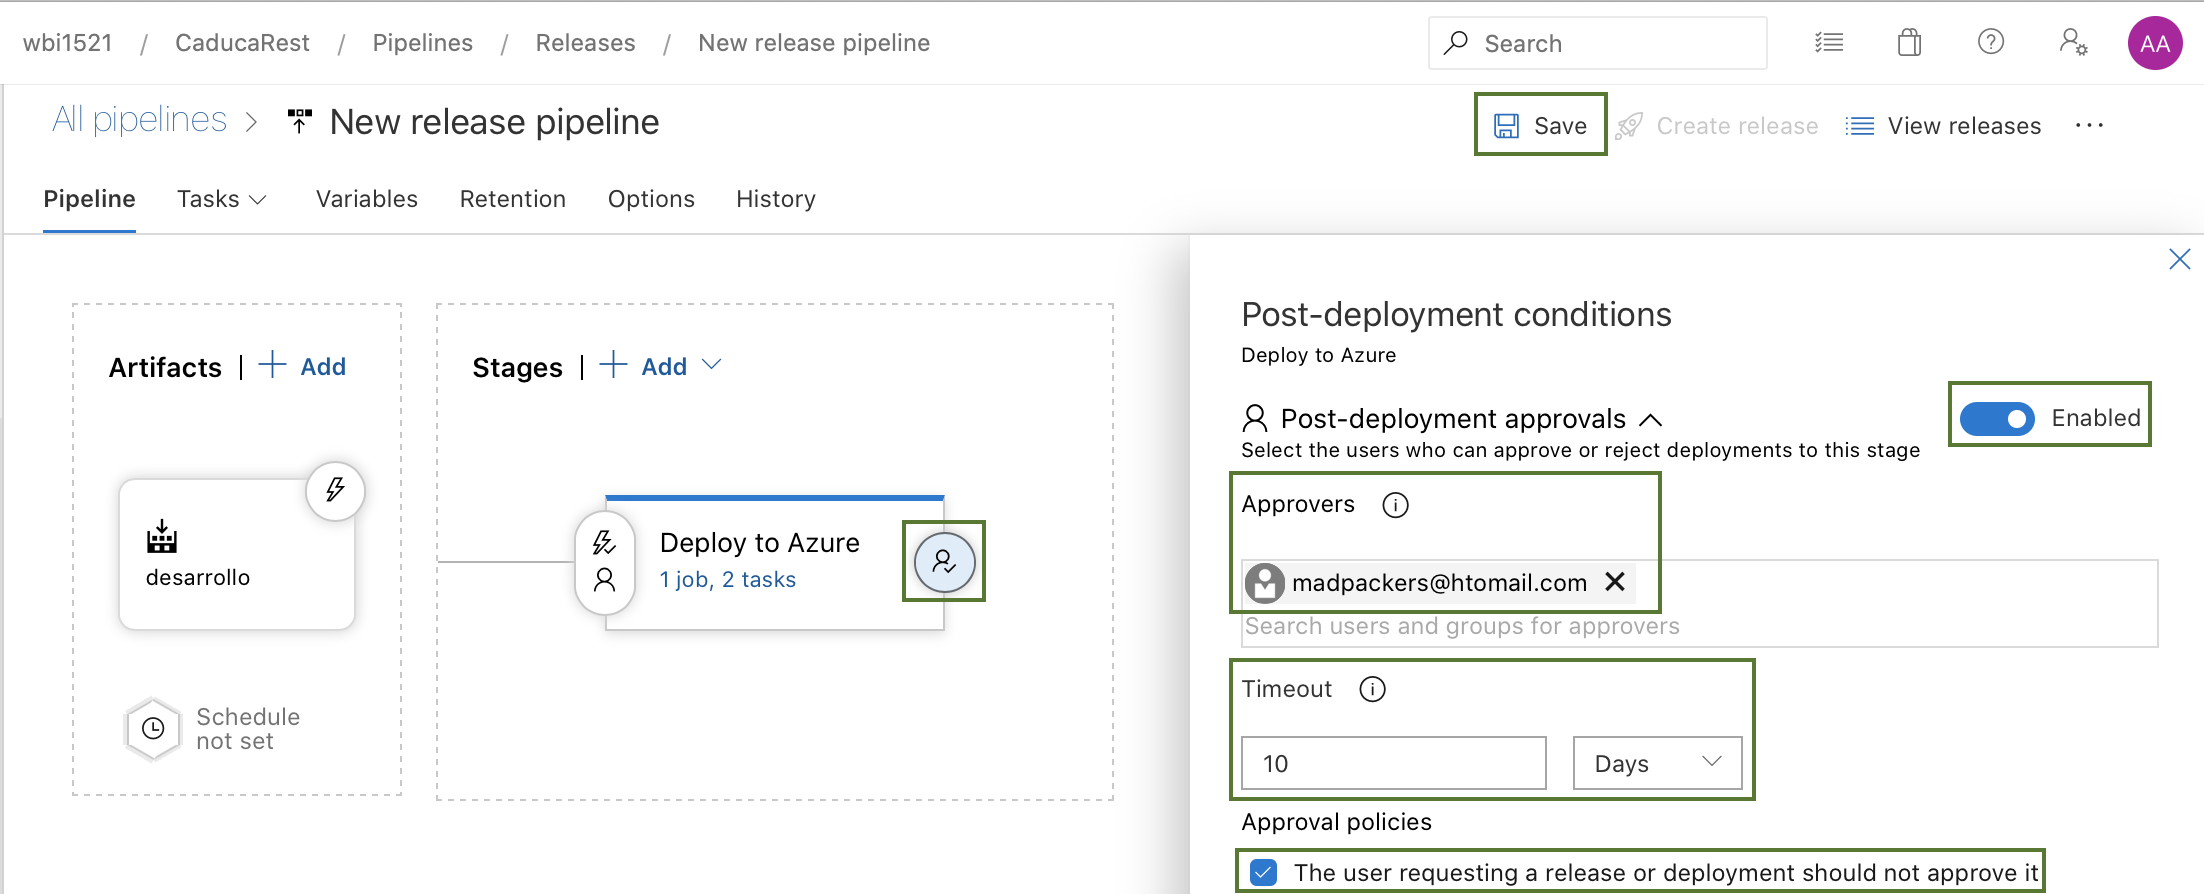 wbi1521 / CaducaRest / Pipelines / Releases / New release pipeline
Search
AA
All pipelines > New release pipeline
Save
Create release
View releases
...
Pipeline Tasks Variables Retention Options History
Artifacts | + Add
desarrollo
Schedule
not set
Stages | + Add
Deploy to Azure
1 job, 2 tasks
Post-deployment conditions
Deploy to Azure
Post-deployment approvals
Enabled
Select the users who can approve or reject deployments to this stage
Approvers
madpackers@htomail.com
Search users and groups for approvers
Timeout
10 Days
Approval policies
The user requesting a release or deployment should not approve it